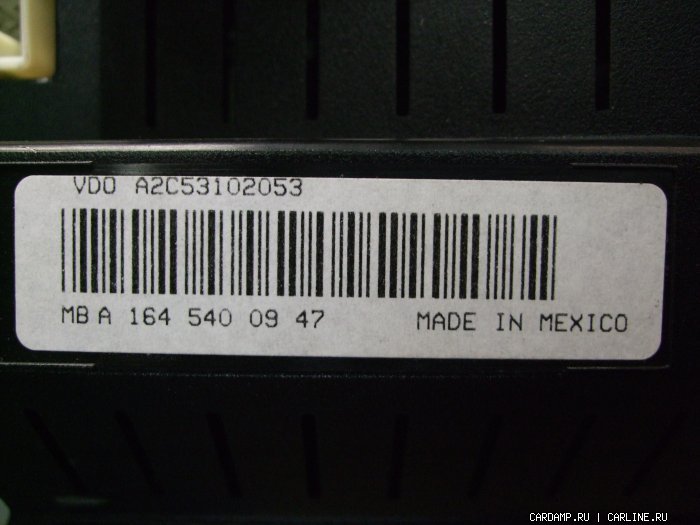 VDO A2C53102053
MB A 164 540 09 47 MADE IN MEXICO
CARDAMP.RU | CARLINE.RU